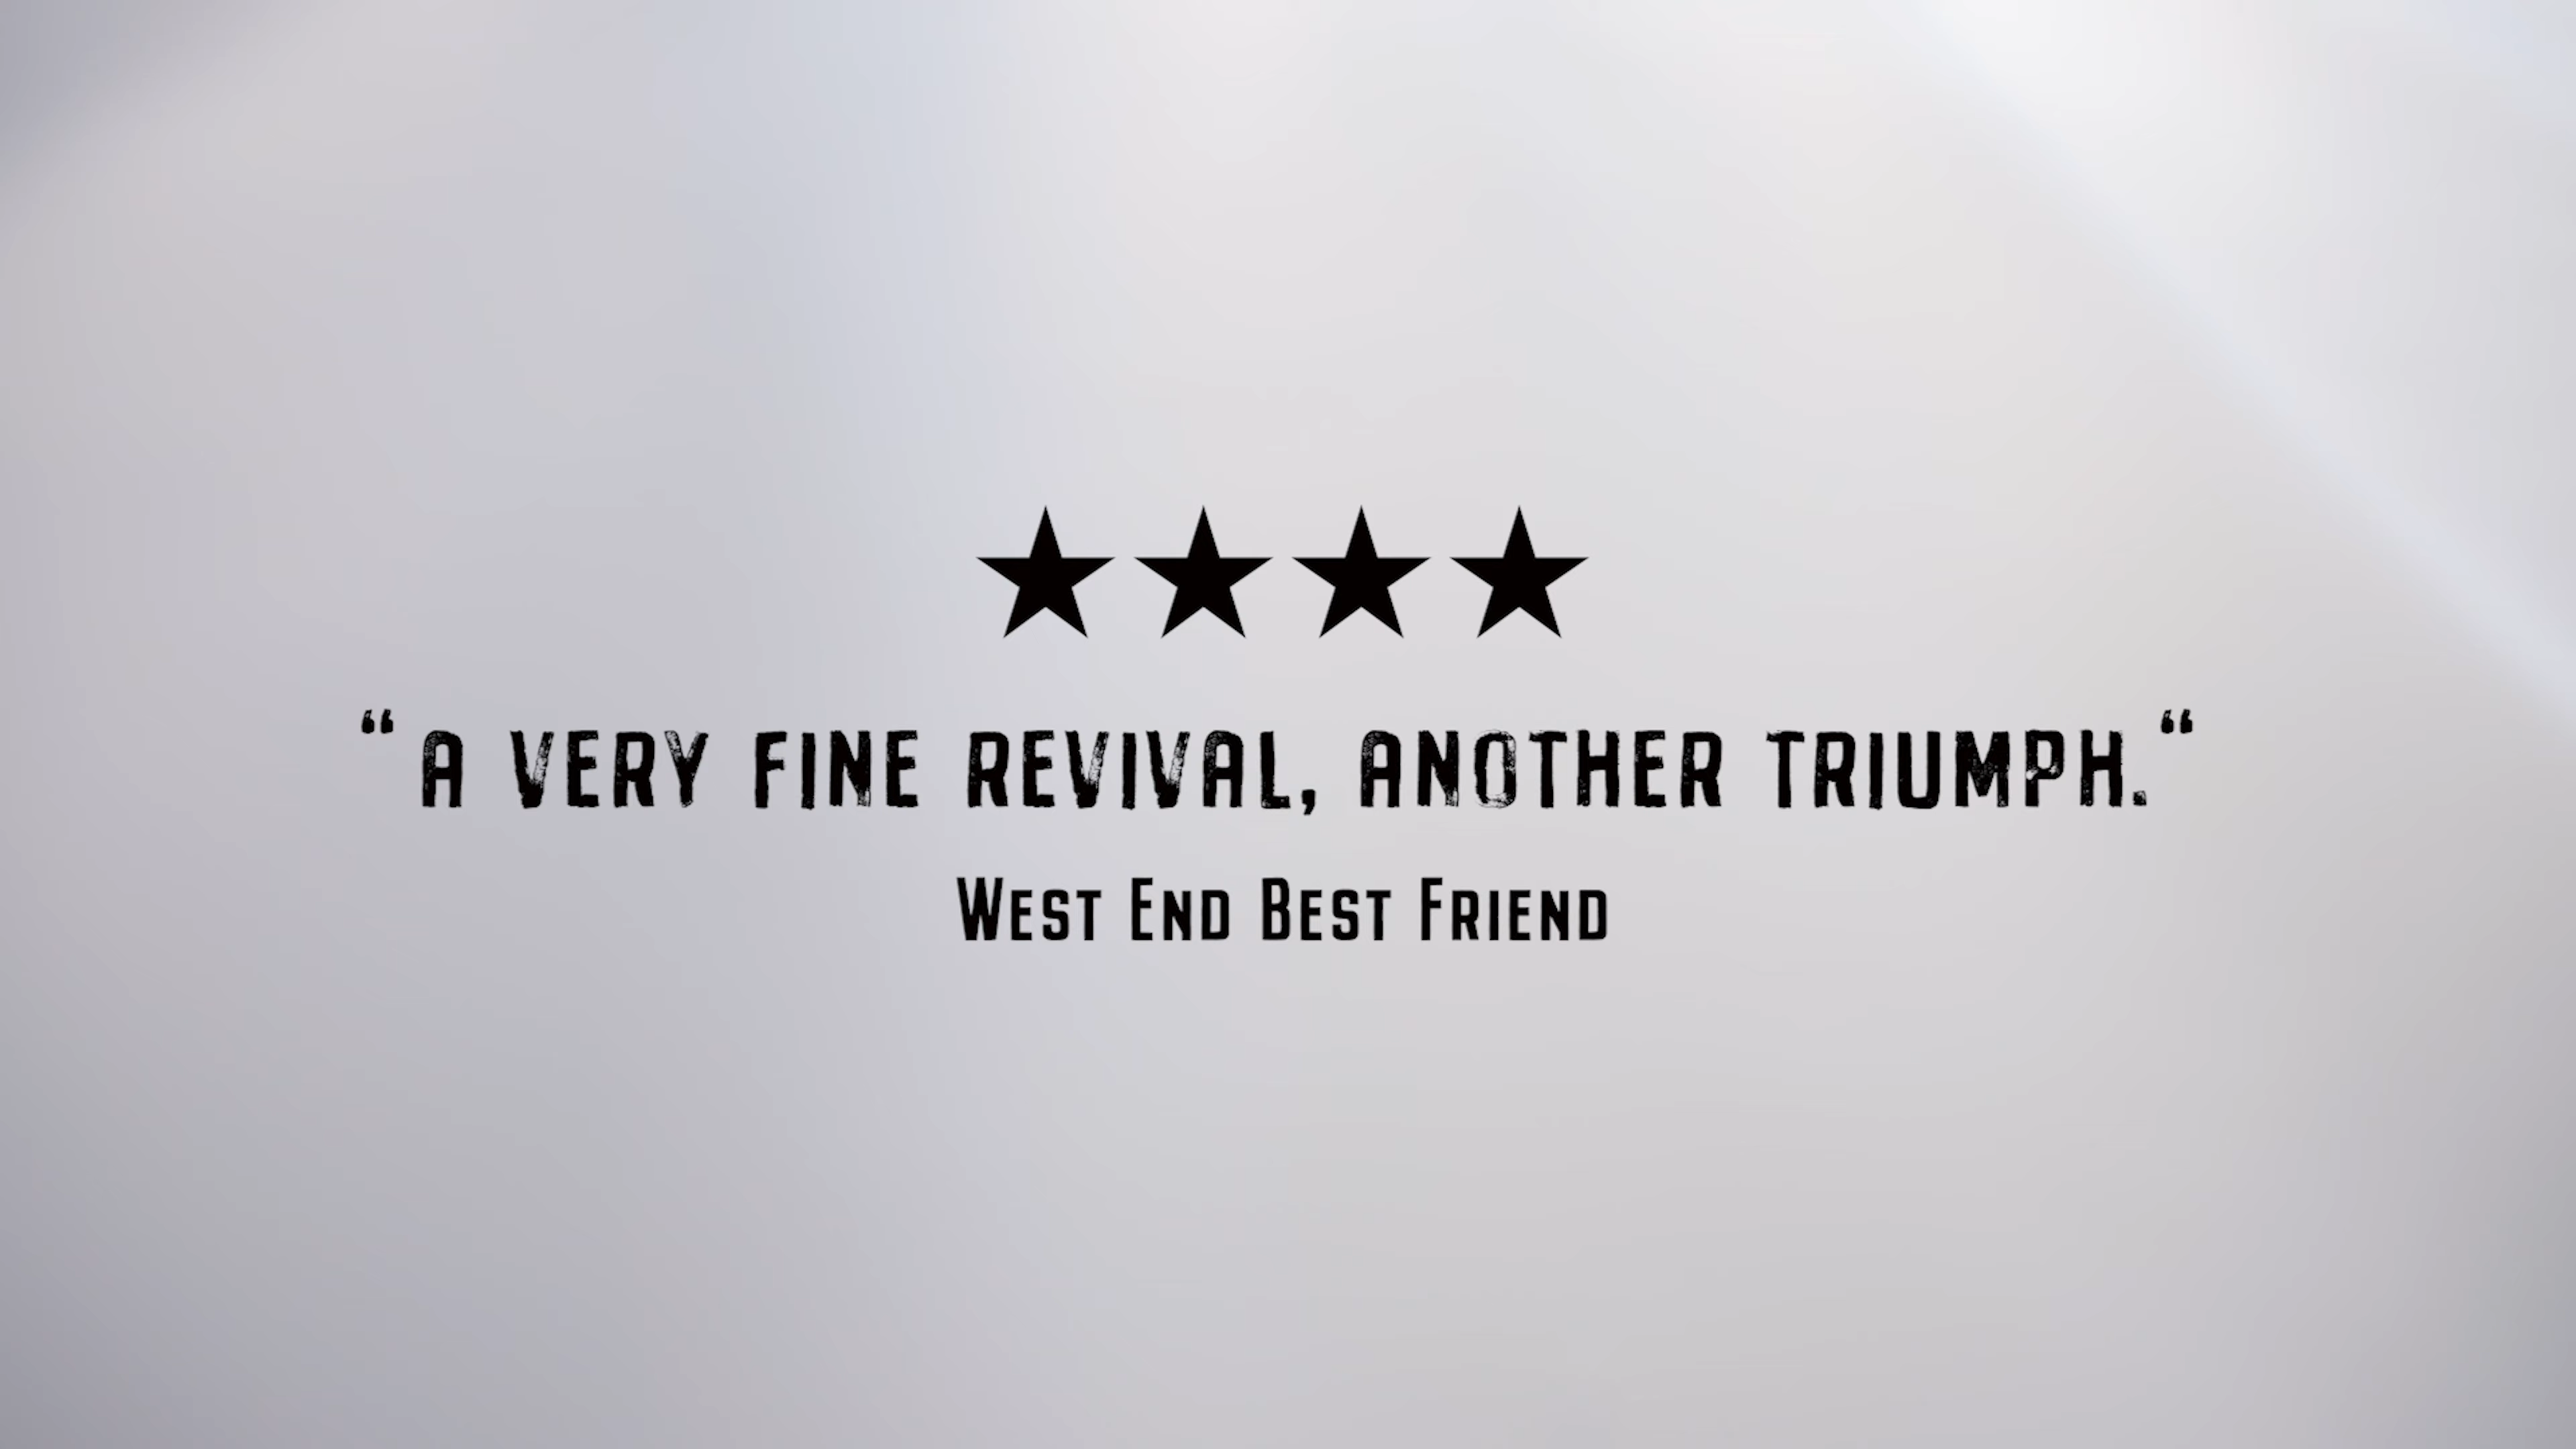 ★★★★
“A VERY FINE REVIVAL, ANOTHER TRIUMPH.“
West End Best Friend